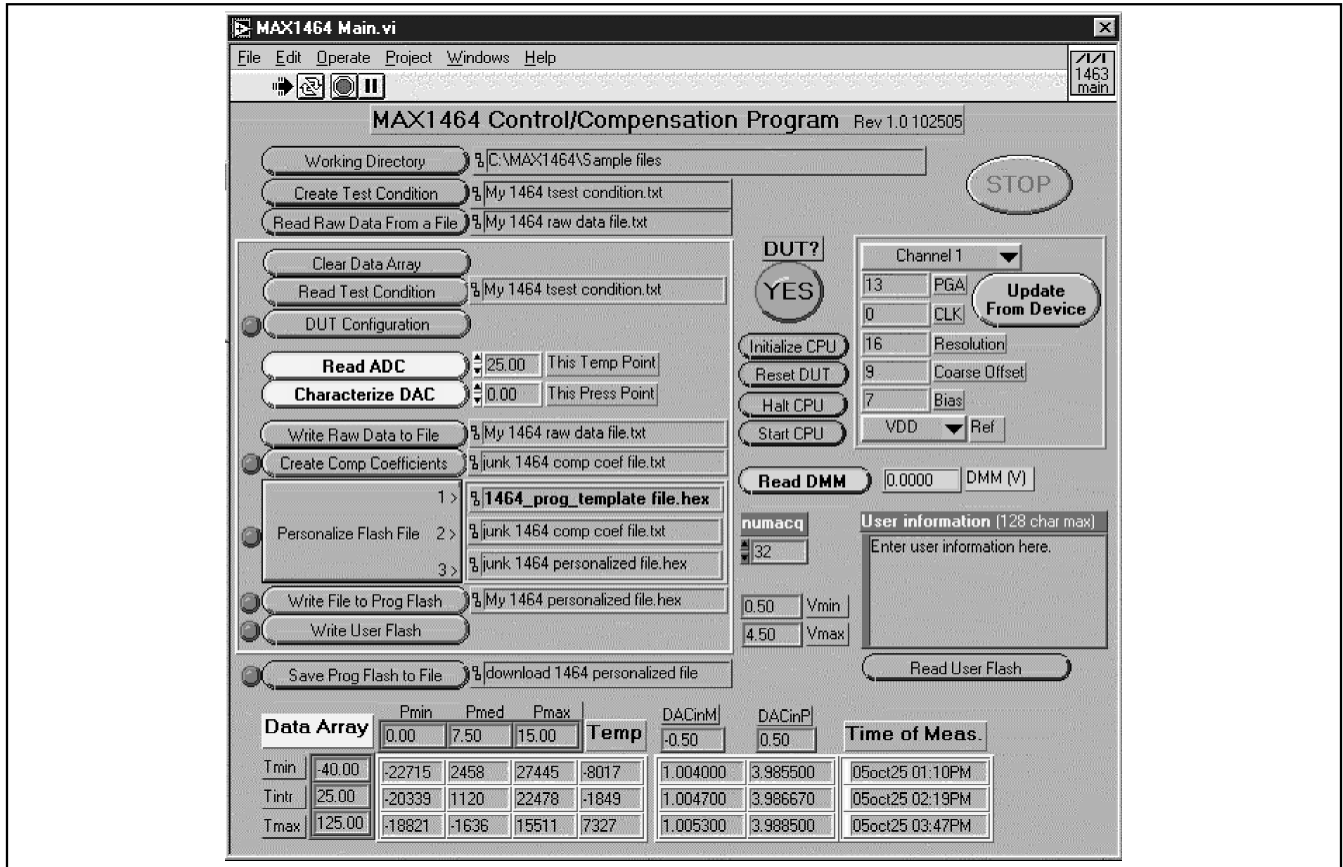 MAX1464 Main.vi
File Edit Operate Project Windows Help
1463
main
MAX1464 Control/Compensation Program Rev 1.0 102505
Working Directory C:\MAX1464\Sample files
Create Test Condition My 1464 tsest condition.txt
Read Raw Data From a File My 1464 raw data file.txt
STOP
Clear Data Array
Read Test Condition My 1464 tsest condition.txt
DUT Configuration
Read ADC 25.00 This Temp Point
Characterize DAC 0.00 This Press Point
Write Raw Data to File My 1464 raw data file.txt
Create Comp Coefficients junk 1464 comp coef file.txt
Personalize Flash File
1 > 1464_prog_template file.hex
2 > junk 1464 comp coef file.txt
3 > junk 1464 personalized file.hex
Write File to Prog Flash My 1464 personalized file.hex
Write User Flash
Save Prog Flash to File download 1464 personalized file
DUT?
YES
Initialize CPU
Reset DUT
Halt CPU
Start CPU
Channel 1
13 PGA
0 CLK
Update
From Device
16 Resolution
9 Coarse Offset
7 Bias
VDD Ref
Read DMM 0.0000 DMM (V)
numacq
32
0.50 Vmin
4.50 Vmax
User information (128 char max)
Enter user information here.
Read User Flash
Pmin Pmed Pmax DACinM DACinP
Data Array 0.00 7.50 15.00 Temp -0.50 0.50 Time of Meas.
Tmin -40.00 -22715 2458 27445 -8017 1.004000 3.985500 05oct25 01:10PM
Tintr 25.00 -20339 1120 22478 -1849 1.004700 3.986670 05oct25 02:19PM
Tmax 125.00 -18821 -1636 15511 7327 1.005300 3.988500 05oct25 03:47PM